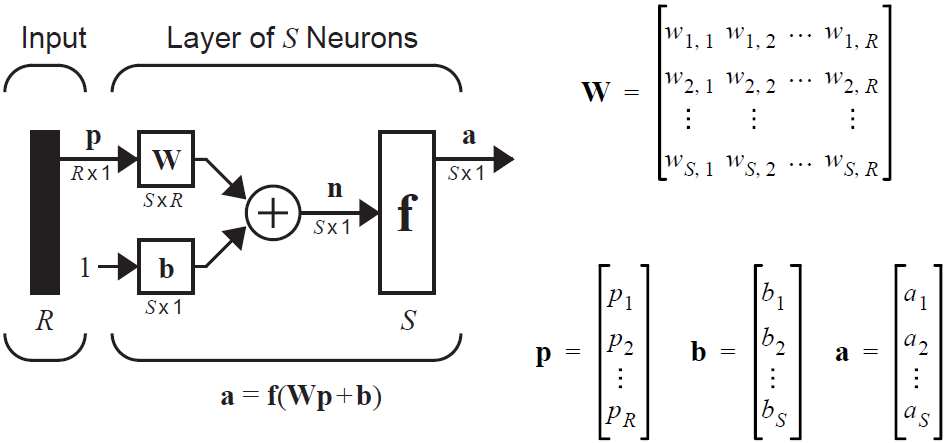 Input Layer of S Neurons
p W n f a
R x 1 S x R S x 1 S x 1
1 b
S x 1
R S
a = f(Wp+b)
W = [ w1, 1 w1, 2 ⋯ w1, R
w2, 1 w2, 2 ⋯ w2, R
⋮ ⋮ ⋮
wS, 1 wS, 2 ⋯ wS, R ]
p = [ p1 p2 ⋮ pR ] b = [ b1 b2 ⋮ bS ] a = [ a1 a2 ⋮ aS ]